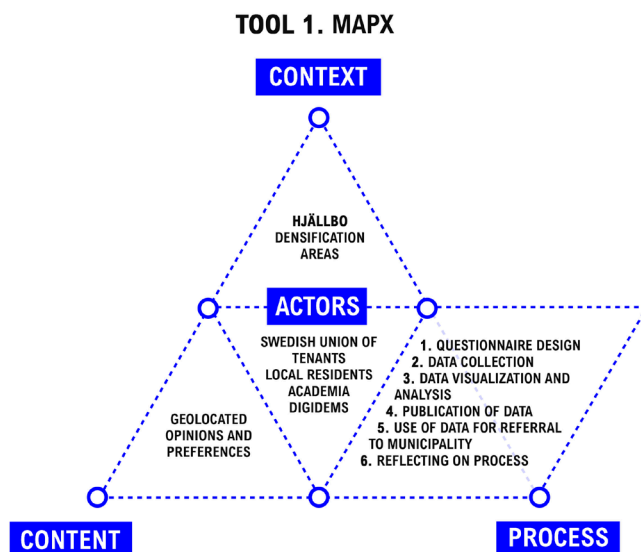 TOOL 1. MAPX
CONTEXT
HJÄLLBO
DENSIFICATION
AREAS
ACTORS
SWEDISH UNION OF
TENANTS
LOCAL RESIDENTS
ACADEMIA
DIGIDEMS
1. QUESTIONNAIRE DESIGN
2. DATA COLLECTION
3. DATA VISUALIZATION AND
ANALYSIS
4. PUBLICATION OF DATA
5. USE OF DATA FOR REFERRAL
TO MUNICIPALITY
6. REFLECTING ON PROCESS
GEOLOCATED
OPINIONS AND
PREFERENCES
CONTENT
PROCESS